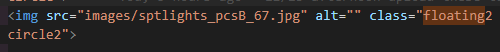 <img src="images/sptlights_pcsB_67.jpg" alt="" class="floating2
circle2">